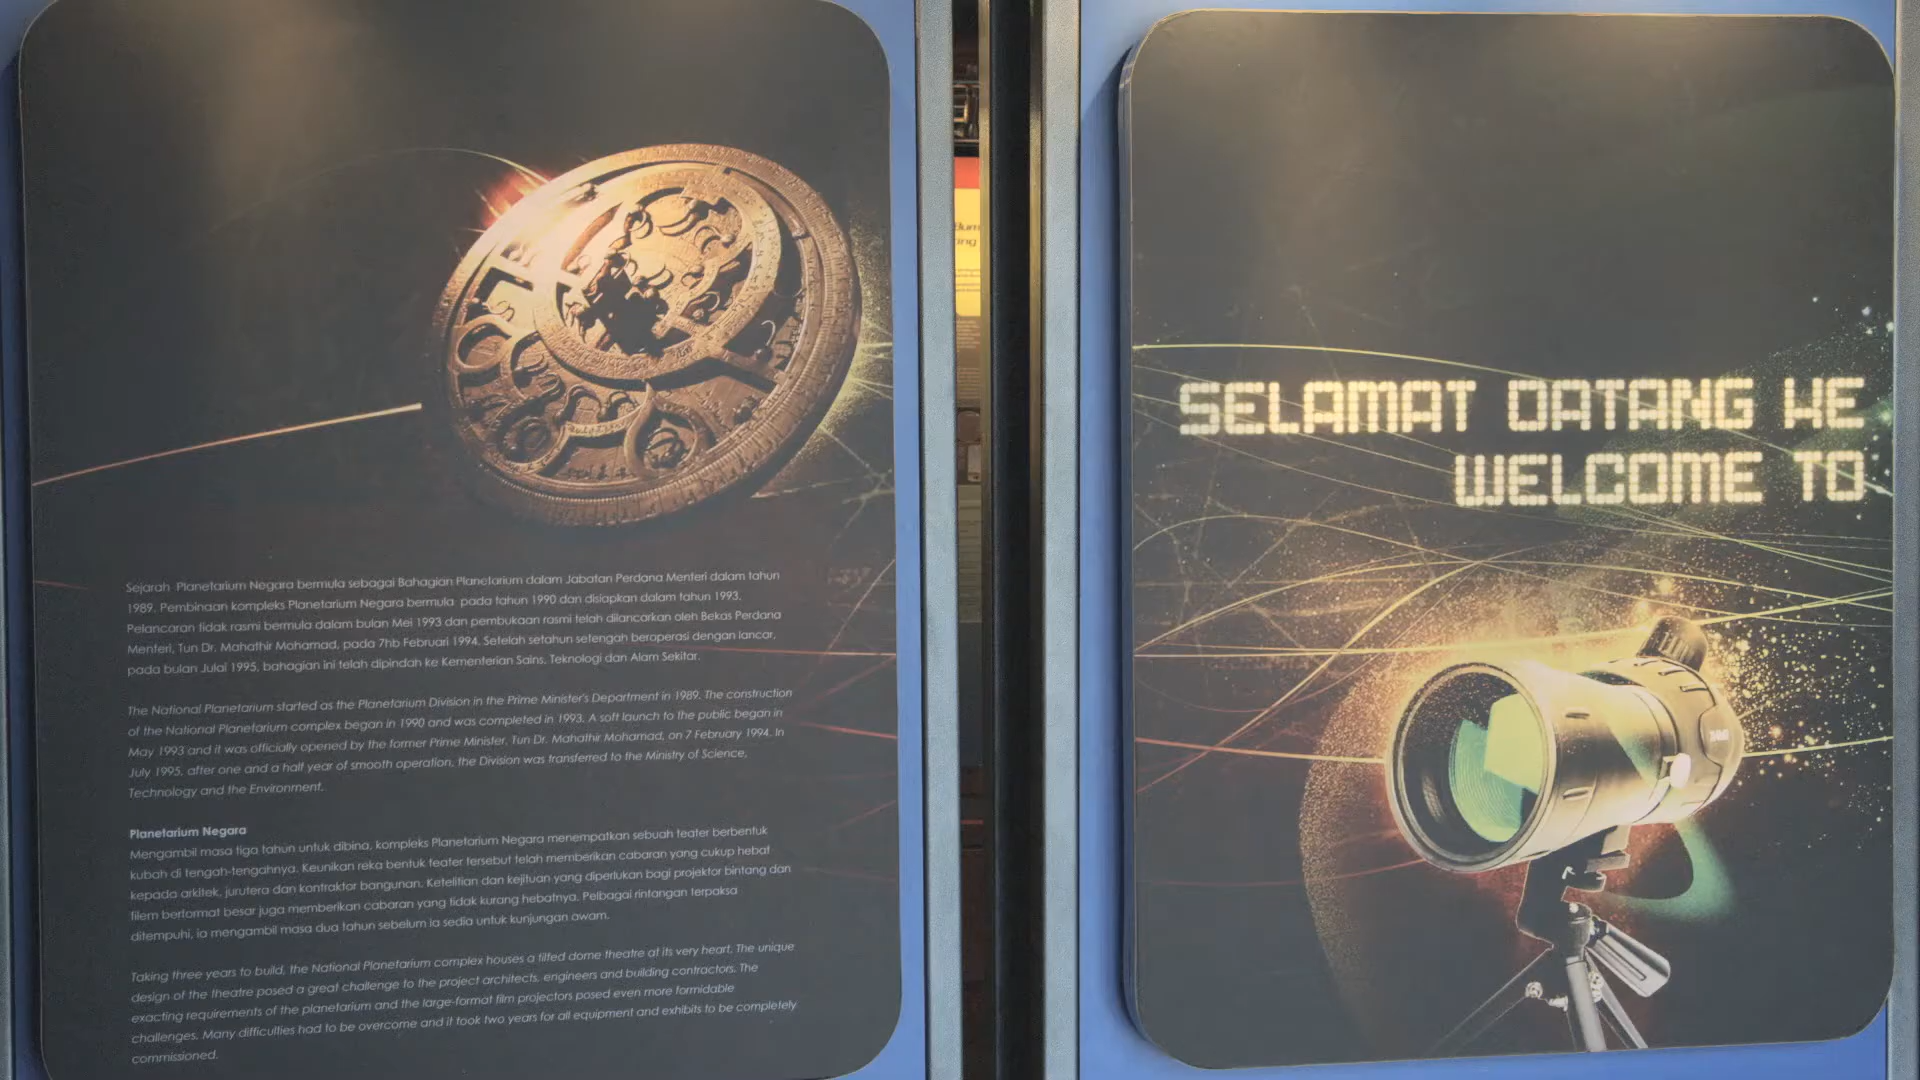 Sejarah Planetarium Negara bermula sebagai Bahagian Planetarium dalam Jabatan Perdana Menteri dalam tahun
1989. Pembinaan kompleks Planetarium Negara bermula pada tahun 1990 dan disiapkan dalam tahun 1993.
Pelancaran tidak rasmi bermula dalam bulan Mei 1993 dan pembukaan rasmi telah dilancarkan oleh Bekas Perdana
Menteri, Tun Dr. Mahathir Mohamad, pada 7hb Februari 1994. Setelah setahun setengah beroperasi dengan lancar,
pada bulan Julai 1995, bahagian ini telah dipindah ke Kementerian Sains, Teknologi dan Alam Sekitar.
The National Planetarium started as the Planetarium Division in the Prime Minister's Department in 1989. The construction
of the National Planetarium complex began in 1990 and was completed in 1993. A soft launch to the public began in
May 1993 and it was officially opened by the former Prime Minister, Tun Dr. Mahathir Mohamad, on 7 February 1994. In
July 1995, after one and a half year of smooth operation, the Division was transferred to the Ministry of Science,
Technology and the Environment.
Planetarium Negara
Mengambil masa tiga tahun untuk dibina, kompleks Planetarium Negara menempatkan sebuah teater berbentuk
kubah di tengah-tengahnya. Keunikan reka bentuk teater tersebut telah memberikan cabaran yang cukup hebat
kepada arkitek, jurutera dan kontraktor bangunan. Ketelitian dan kejituan yang diperlukan bagi projektor bintang dan
filem berformat besar juga memberikan cabaran yang tidak kurang hebatnya. Pelbagai rintangan terpaksa
ditempuhi, ia mengambil masa dua tahun sebelum ia sedia untuk kunjungan awam.
Taking three years to build, the National Planetarium complex houses a tilted dome theatre at its very heart. The unique
design of the theatre posed a great challenge to the project architects, engineers and building contractors. The
exacting requirements of the planetarium and the large-format film projectors posed even more formidable
challenges. Many difficulties had to be overcome and it took two years for all equipment and exhibits to be completely
commissioned.
SELAMAT DATANG KE
WELCOME TO